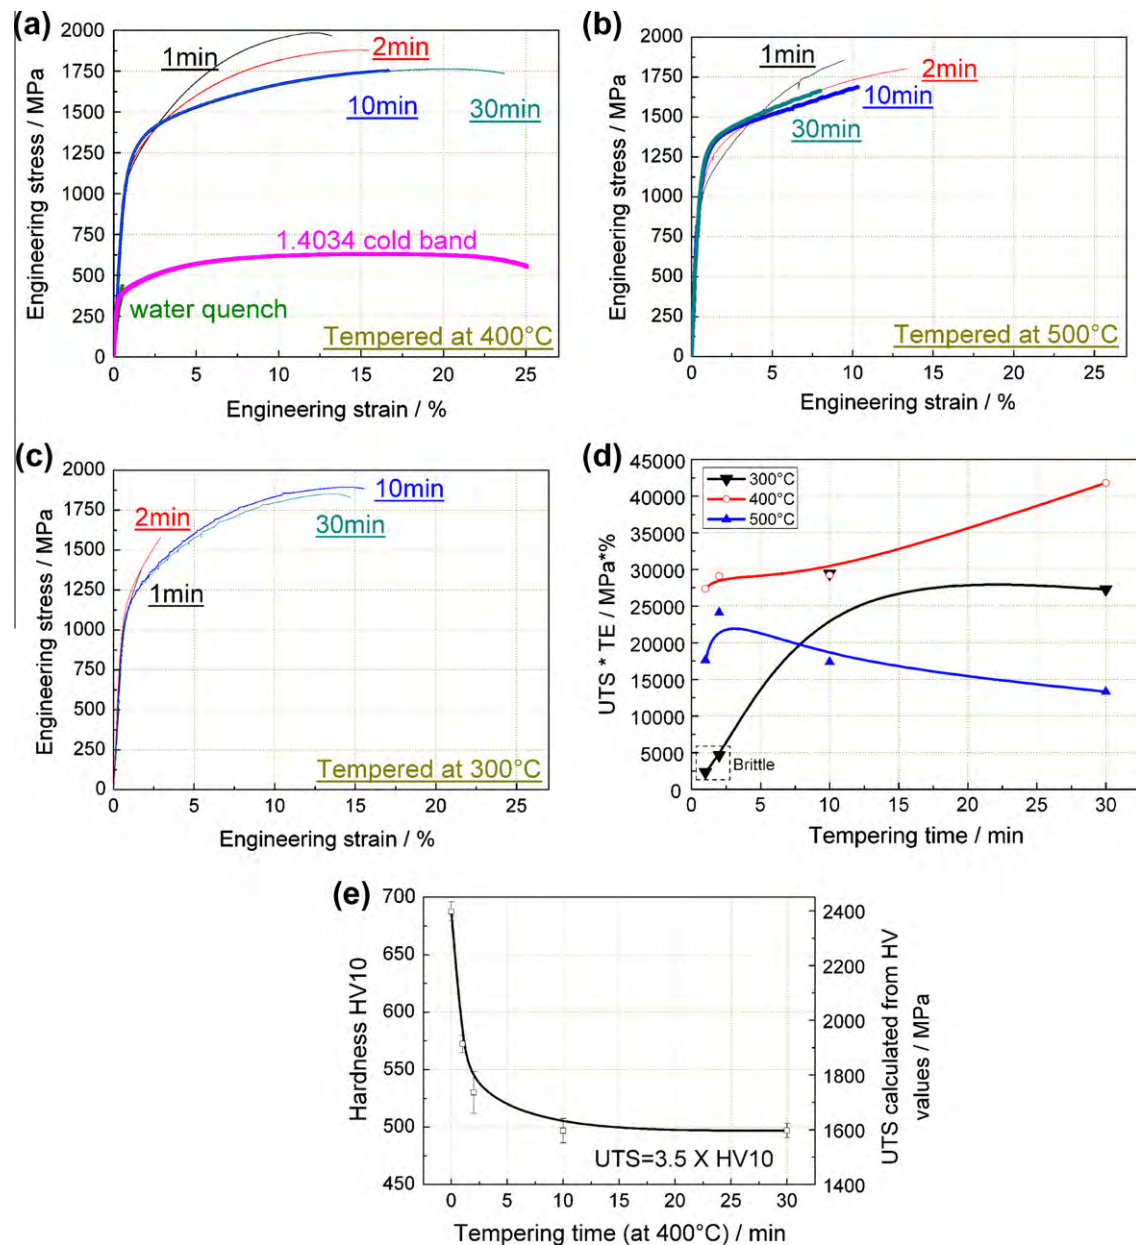 (a)
2000
1750
1500
1250
1000
750
500
250
0
Engineering stress / MPa
1min
2min
10min
30min
1.4034 cold band
water quench
Tempered at 400°C
0 5 10 15 20 25
Engineering strain / %
(b)
2000
1750
1500
1250
1000
750
500
250
0
Engineering stress / MPa
1min
2min
10min
30min
Tempered at 500°C
0 5 10 15 20 25
Engineering strain / %
(c)
2000
1750
1500
1250
1000
750
500
250
0
Engineering stress / MPa
2min
10min
30min
1min
Tempered at 300°C
0 5 10 15 20 25
Engineering strain / %
(d)
45000
40000
35000
30000
25000
20000
15000
10000
5000
0
UTS * TE / MPa*%
300°C
400°C
500°C
Brittle
0 5 10 15 20 25 30
Tempering time / min
(e)
700
650
600
550
500
450
Hardness HV10
2400
2200
2000
1800
1600
1400
UTS calculated from HV
values / MPa
UTS=3.5 X HV10
0 5 10 15 20 25 30
Tempering time (at 400°C) / min